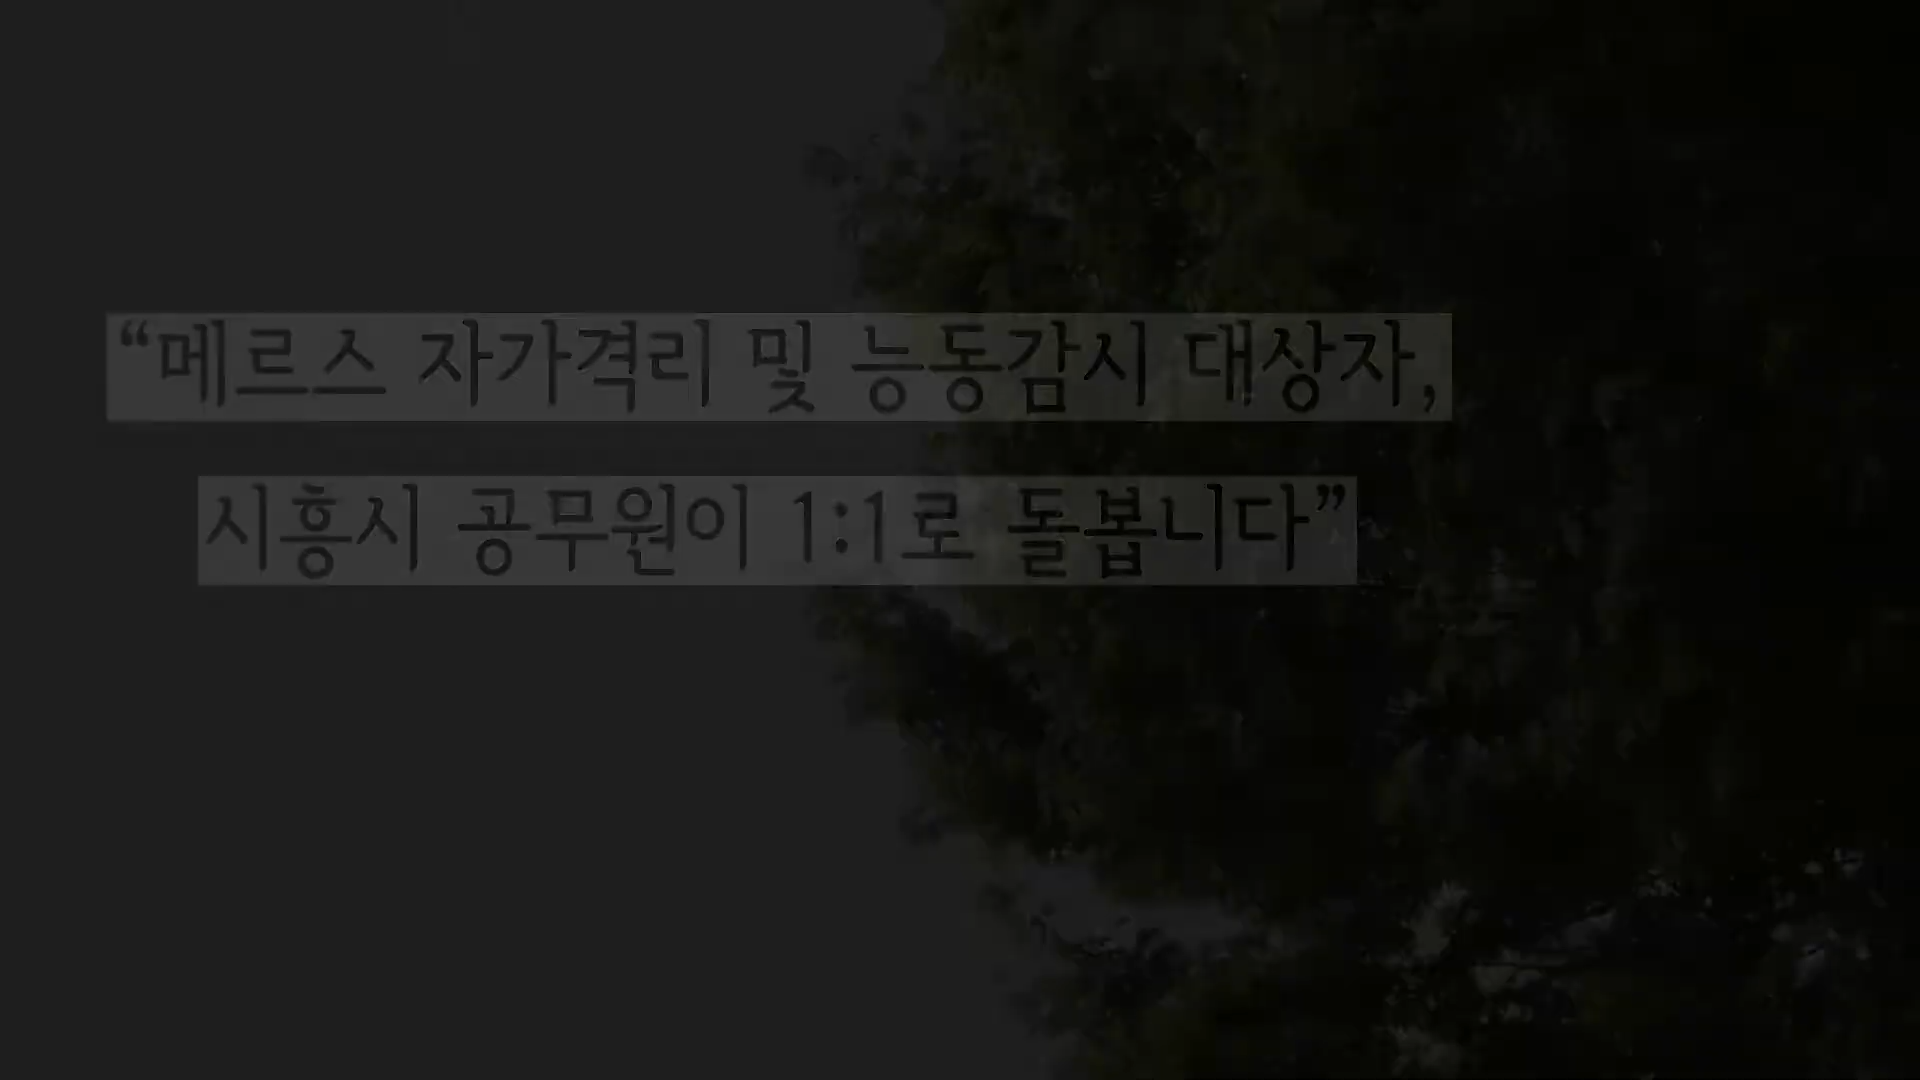 “메르스 자가격리 및 능동감시 대상자,
시흥시 공무원이 1:1로 돌봅니다”